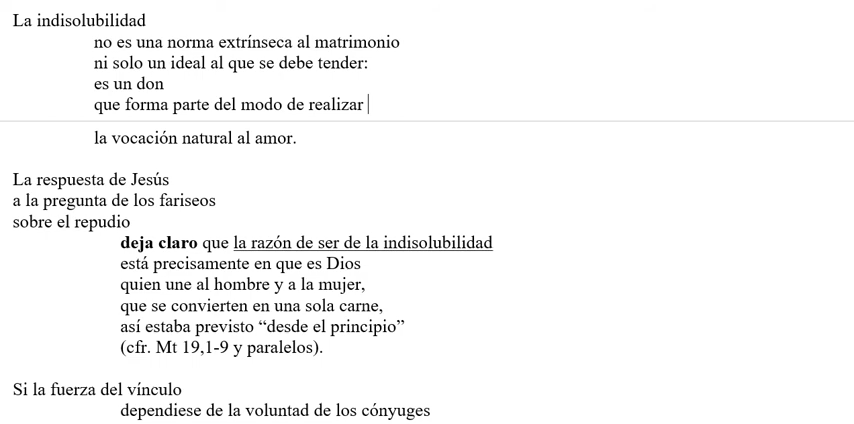 La indisolubilidad
no es una norma extrínseca al matrimonio
ni solo un ideal al que se debe tender:
es un don
que forma parte del modo de realizar
la vocación natural al amor.
La respuesta de Jesús
a la pregunta de los fariseos
sobre el repudio
deja claro que la razón de ser de la indisolubilidad
está precisamente en que es Dios
quien une al hombre y a la mujer,
que se convierten en una sola carne,
así estaba previsto “desde el principio”
(cfr. Mt 19,1-9 y paralelos).
Si la fuerza del vínculo
dependiese de la voluntad de los cónyuges